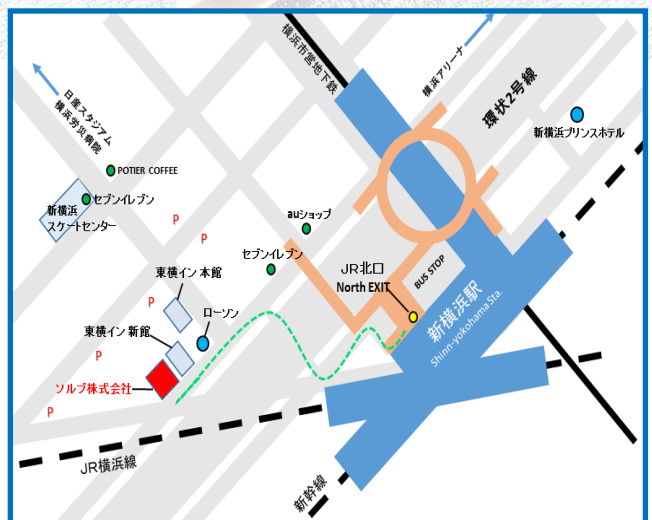 横浜市営地下鉄
横浜アリーナ
環状2号線
日産スタジアム
横浜労災病院
新横浜プリンスホテル
POTIER COFFEE
セブンイレブン
新横浜
スケートセンター
P
P
auショップ
セブンイレブン
JR北口
North EXIT
BUS STOP
東横イン 本館
新横浜駅
Shinn-yokohama Sta.
P
ローソン
東横イン 新館
P
ソルブ株式会社
P
JR横浜線
新幹線